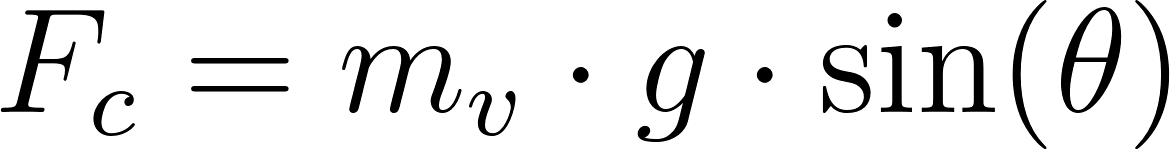 F_c = m_v · g · sin(θ)